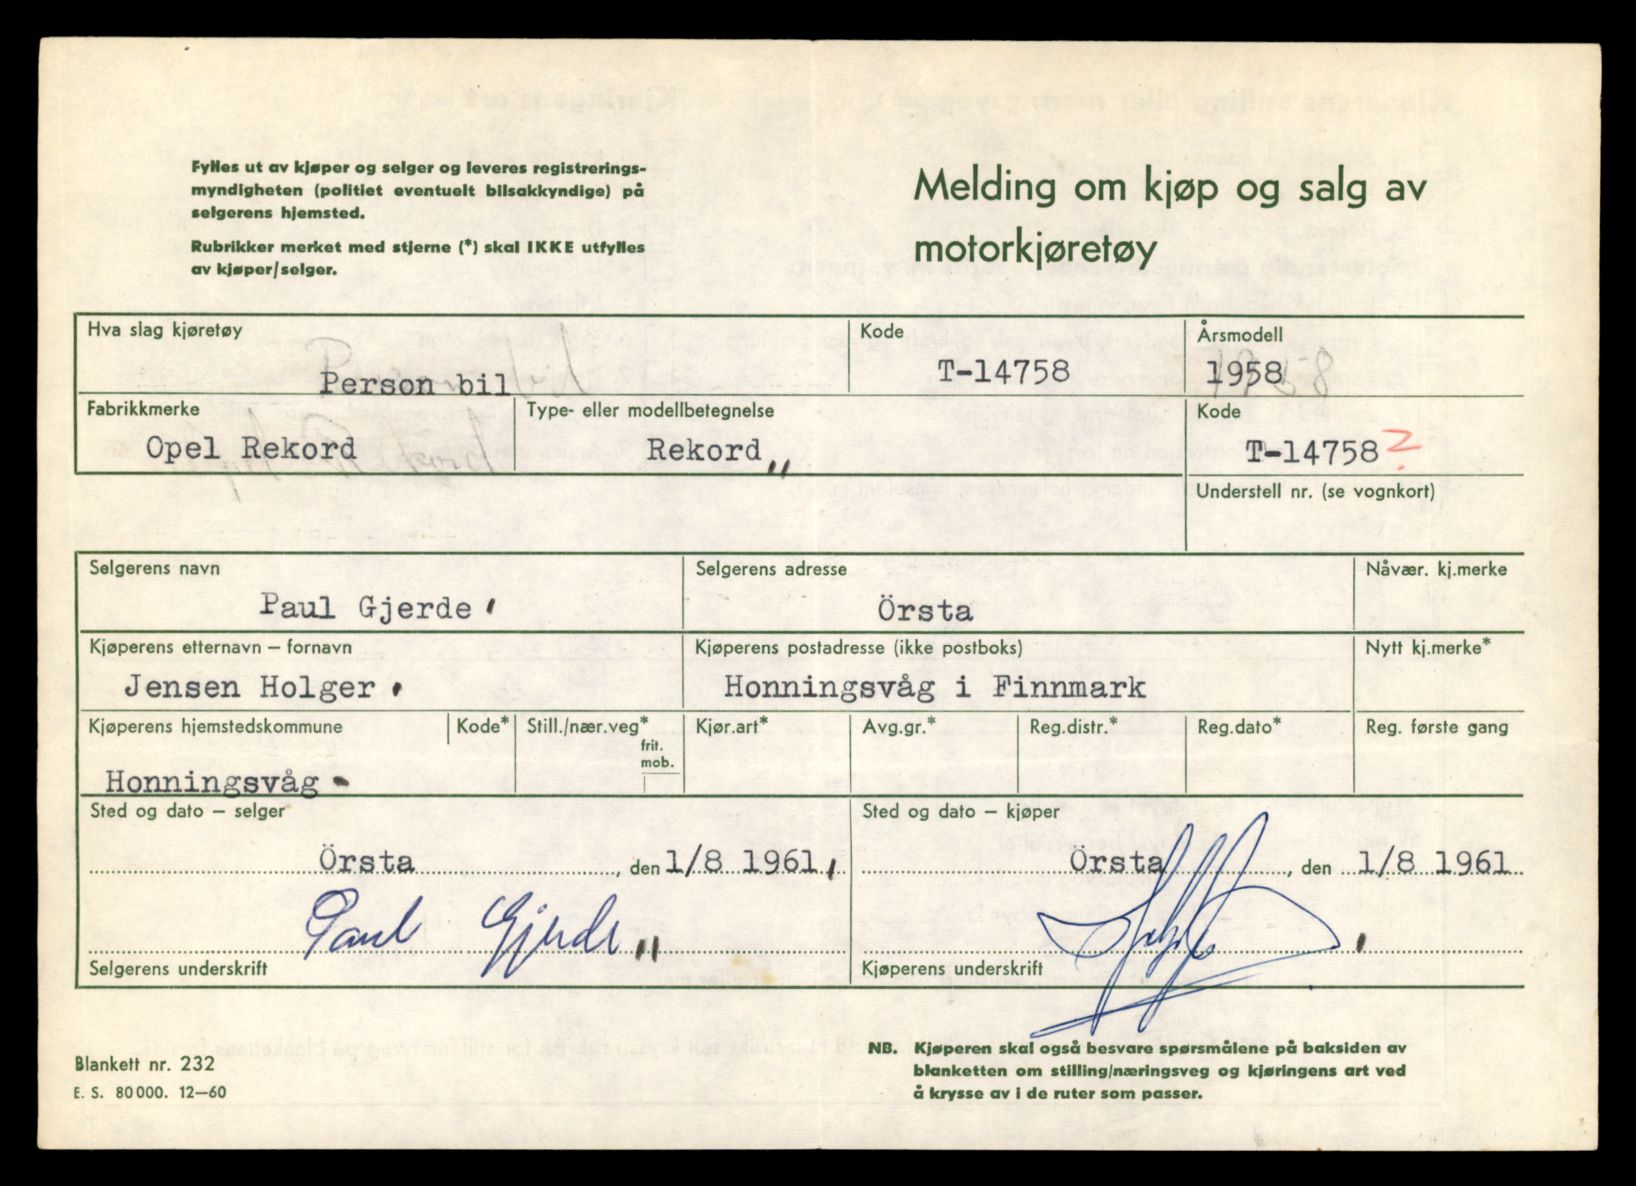 Fylles ut av kjøper og selger og leveres registrerings-
myndigheten (politiet eventuelt bilsakkyndige) på
selgerens hjemsted.
Rubrikker merket med stjerne (*) skal IKKE utfylles
av kjøper/selger.
Melding om kjøp og salg av
motorkjøretøy
Hva slag kjøretøy
Person bil
Kode
T-14758
Årsmodell
1958
Fabrikkmerke
Opel Rekord
Type- eller modellbetegnelse
Rekord,,
Kode
T-14758 ?
Understell nr. (se vognkort)
Selgerens navn
Paul Gjerde
Selgerens adresse
Örsta
Nåvær. kj.merke
Kjøperens etternavn – fornavn
Jensen Holger
Kjøperens postadresse (ikke postboks)
Honningsvåg i Finnmark
Nytt kj.merke*
Kjøperens hjemstedskommune
Honningsvåg -
Kode*
Still./nær.veg*
frit.
mob.
Kjør.art*
Avg.gr.*
Reg.distr.*
Reg.dato*
Reg. første gang
Sted og dato – selger
Örsta, den 1/8 1961,
Paul Gjerde
Selgerens underskrift
Sted og dato – kjøper
Örsta, den 1/8 1961
Kjøperens underskrift
Blankett nr. 232
E. S. 80 000. 12–60
NB. Kjøperen skal også besvare spørsmålene på baksiden av
blanketten om stilling/næringsveg og kjøringens art ved
å krysse av i de ruter som passer.